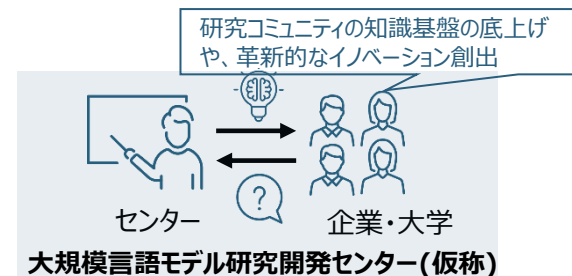 研究コミュニティの知識基盤の底上げ
や、革新的なイノベーション創出
?
センター
企業・大学
大規模言語モデル研究開発センター(仮称)